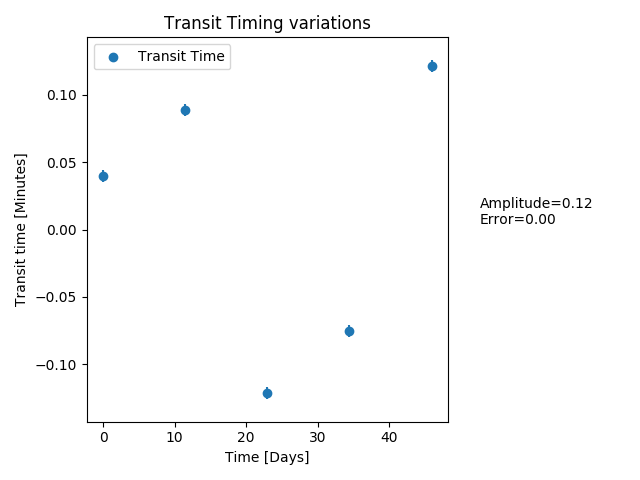 Transit Timing variations
Transit Time
0.10
0.05
0.00
−0.05
−0.10
Transit time [Minutes]
0 10 20 30 40
Time [Days]
Amplitude=0.12
Error=0.00